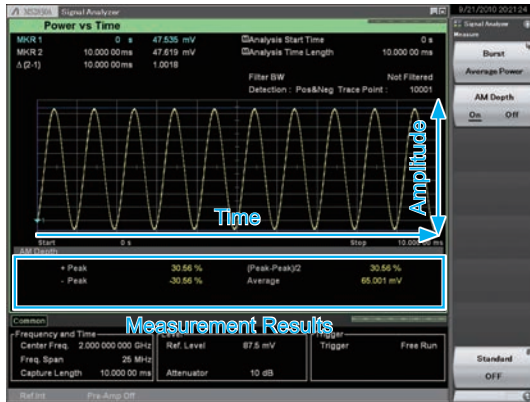 MS2830A Signal Analyzer
9/21/2010 20:21:24
Power vs Time
MKR 1 0 s 47.535 mV Analysis Start Time 0 s
MKR 2 10.000 00 ms 47.619 mV Analysis Time Length 10.000 00 ms
Δ (2-1) 10.000 00 ms 1.0018
Filter BW Not Filtered
Detection : Pos&Neg Trace Point : 10001
Signal Analyzer
Measure
Burst
Average Power
AM Depth
On Off
Amplitude
Time
Start 0 s Stop 10.000 00 ms
AM Depth
+ Peak 30.56 % (Peak-Peak)/2 30.56 %
- Peak -30.56 % Average 65.001 mV
Measurement Results
Common
Frequency and Time Level Trigger
Center Freq. 2.000 000 000 GHz Ref. Level 87.5 mV Trigger Free Run
Freq. Span 25 MHz
Capture Length 10.000 00 ms Attenuator 10 dB
Ref.Int Pre-Amp Off
Standard
OFF